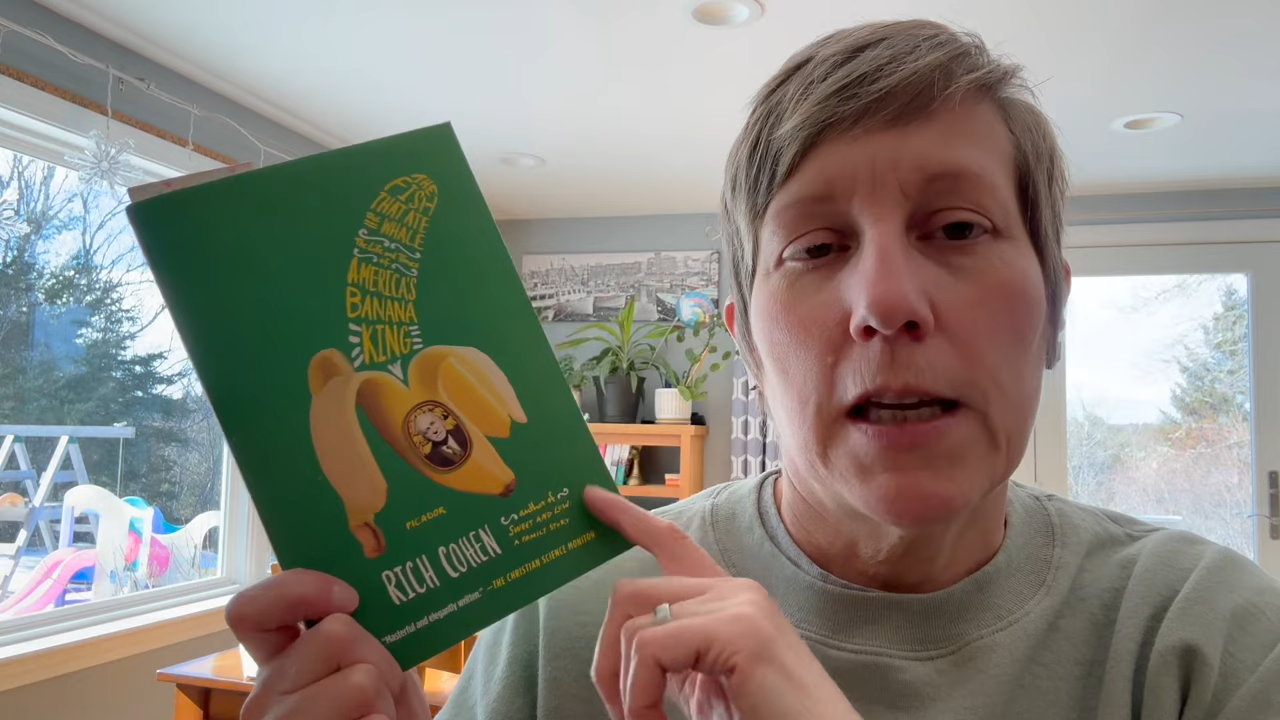 THE
FISH
THAT ATE
THE WHALE
The Life and Times
of
AMERICA'S
BANANA
KING
PICADOR
author of
SWEET AND LOW:
A FAMILY STORY
RICH COHEN
"Masterful and elegantly written." —THE CHRISTIAN SCIENCE MONITOR